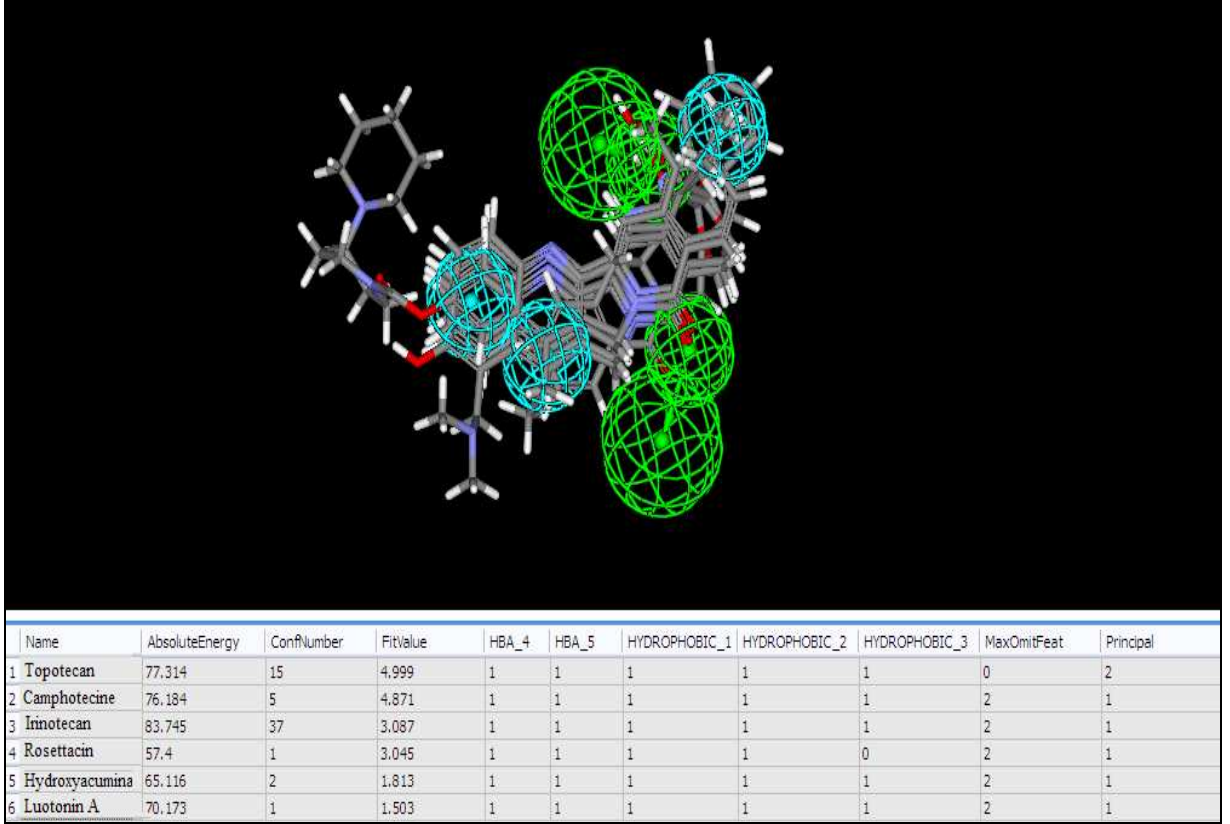 Name AbsoluteEnergy ConfNumber FitValue HBA_4 HBA_5 HYDROPHOBIC_1 HYDROPHOBIC_2 HYDROPHOBIC_3 MaxOmitFeat Principal
1 Topotecan 77.314 15 4.999 1 1 1 1 1 0 2
2 Camphotecine 76.184 5 4.871 1 1 1 1 1 2 1
3 Irinotecan 83.745 37 3.087 1 1 1 1 1 2 1
4 Rosettacin 57.4 1 3.045 1 1 1 1 0 2 1
5 Hydroxyacumina 65.116 2 1.813 1 1 1 1 1 2 1
6 Luotonin A 70.173 1 1.503 1 1 1 1 1 2 1